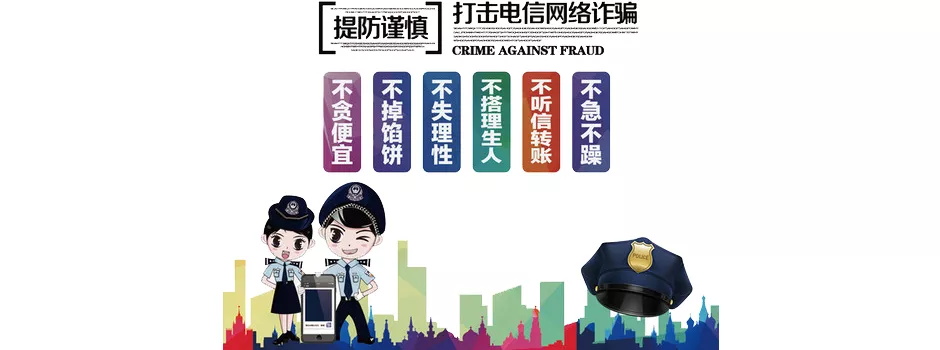 提防谨慎
打击电信网络诈骗
CRIME AGAINST FRAUD
不贪便宜
不掉馅饼
不失理性
不搭理生人
不听信转账
不急不躁
POLICE